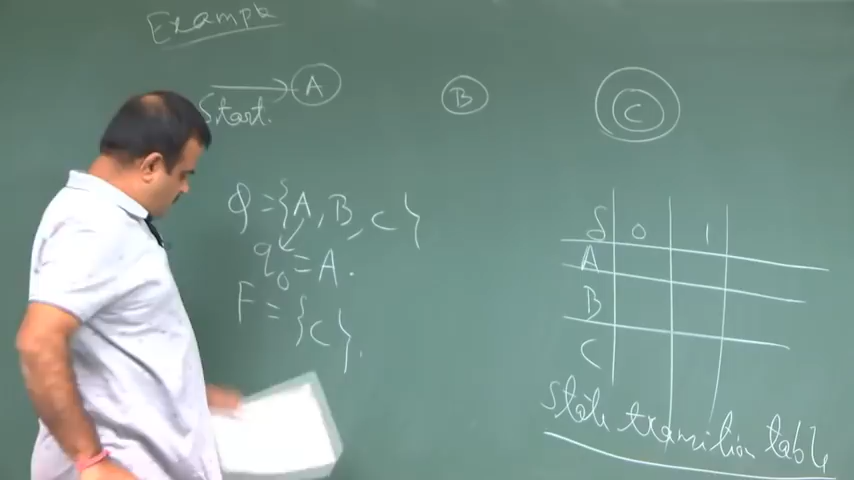 Example
Start. A B C
Q = {A, B, C}
q0 = A.
F = {C}.
δ 0 1
A
B
C
State transition table